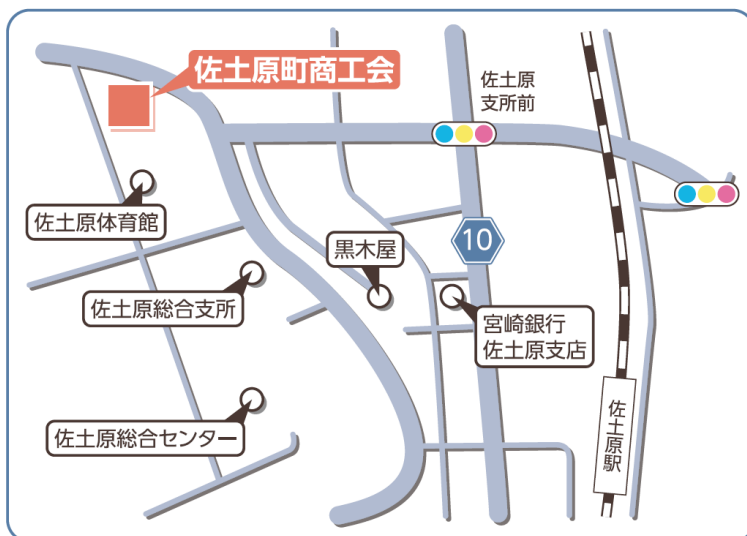 佐土原町商工会
佐土原
支所前
佐土原体育館
黒木屋
10
佐土原総合支所
宮崎銀行
佐土原支店
佐土原総合センター
佐土原駅